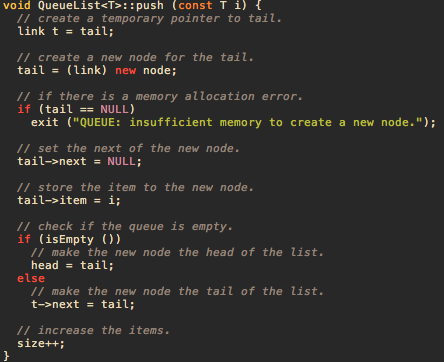 void QueueList<T>::push (const T i) {
// create a temporary pointer to tail.
link t = tail;
// create a new node for the tail.
tail = (link) new node;
// if there is a memory allocation error.
if (tail == NULL)
exit ("QUEUE: insufficient memory to create a new node.");
// set the next of the new node.
tail->next = NULL;
// store the item to the new node.
tail->item = i;
// check if the queue is empty.
if (isEmpty ())
// make the new node the head of the list.
head = tail;
else
// make the new node the tail of the list.
t->next = tail;
// increase the items.
size++;
}